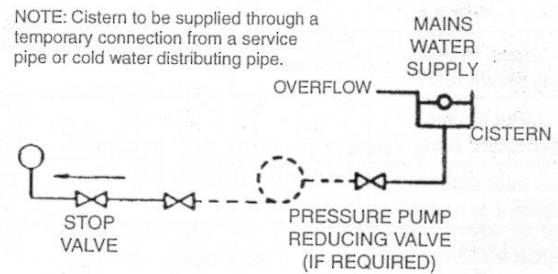 NOTE: Cistern to be supplied through a
temporary connection from a service
pipe or cold water distributing pipe.
MAINS
WATER
SUPPLY
OVERFLOW
CISTERN
STOP
VALVE
PRESSURE PUMP
REDUCING VALVE
(IF REQUIRED)